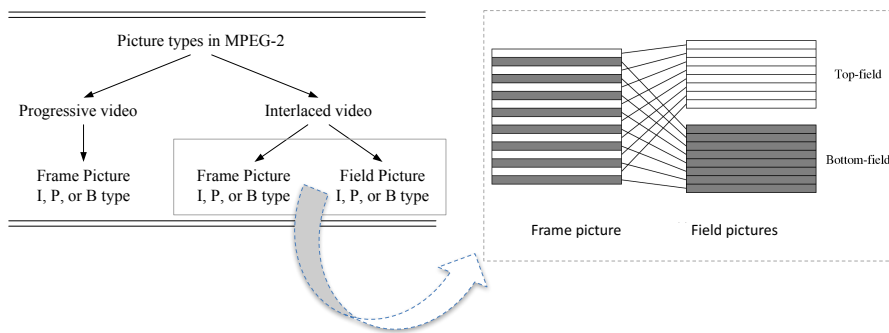 Picture types in MPEG-2
Progressive video
Interlaced video
Frame Picture
I, P, or B type
Frame Picture
I, P, or B type
Field Picture
I, P, or B type
Top-field
Bottom-field
Frame picture
Field pictures